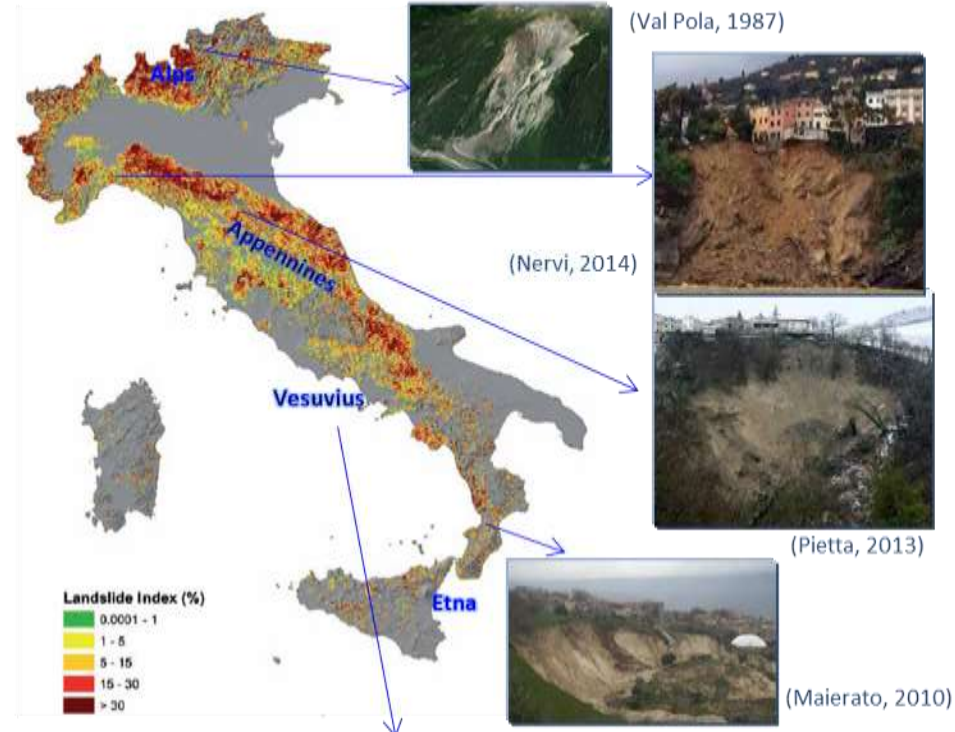 (Val Pola, 1987)
Alps
Appennines
(Nervi, 2014)
Vesuvius
(Pietta, 2013)
Etna
(Maierato, 2010)
Landslide Index (%)
0.0001 - 1
1 - 5
5 - 15
15 - 30
> 30